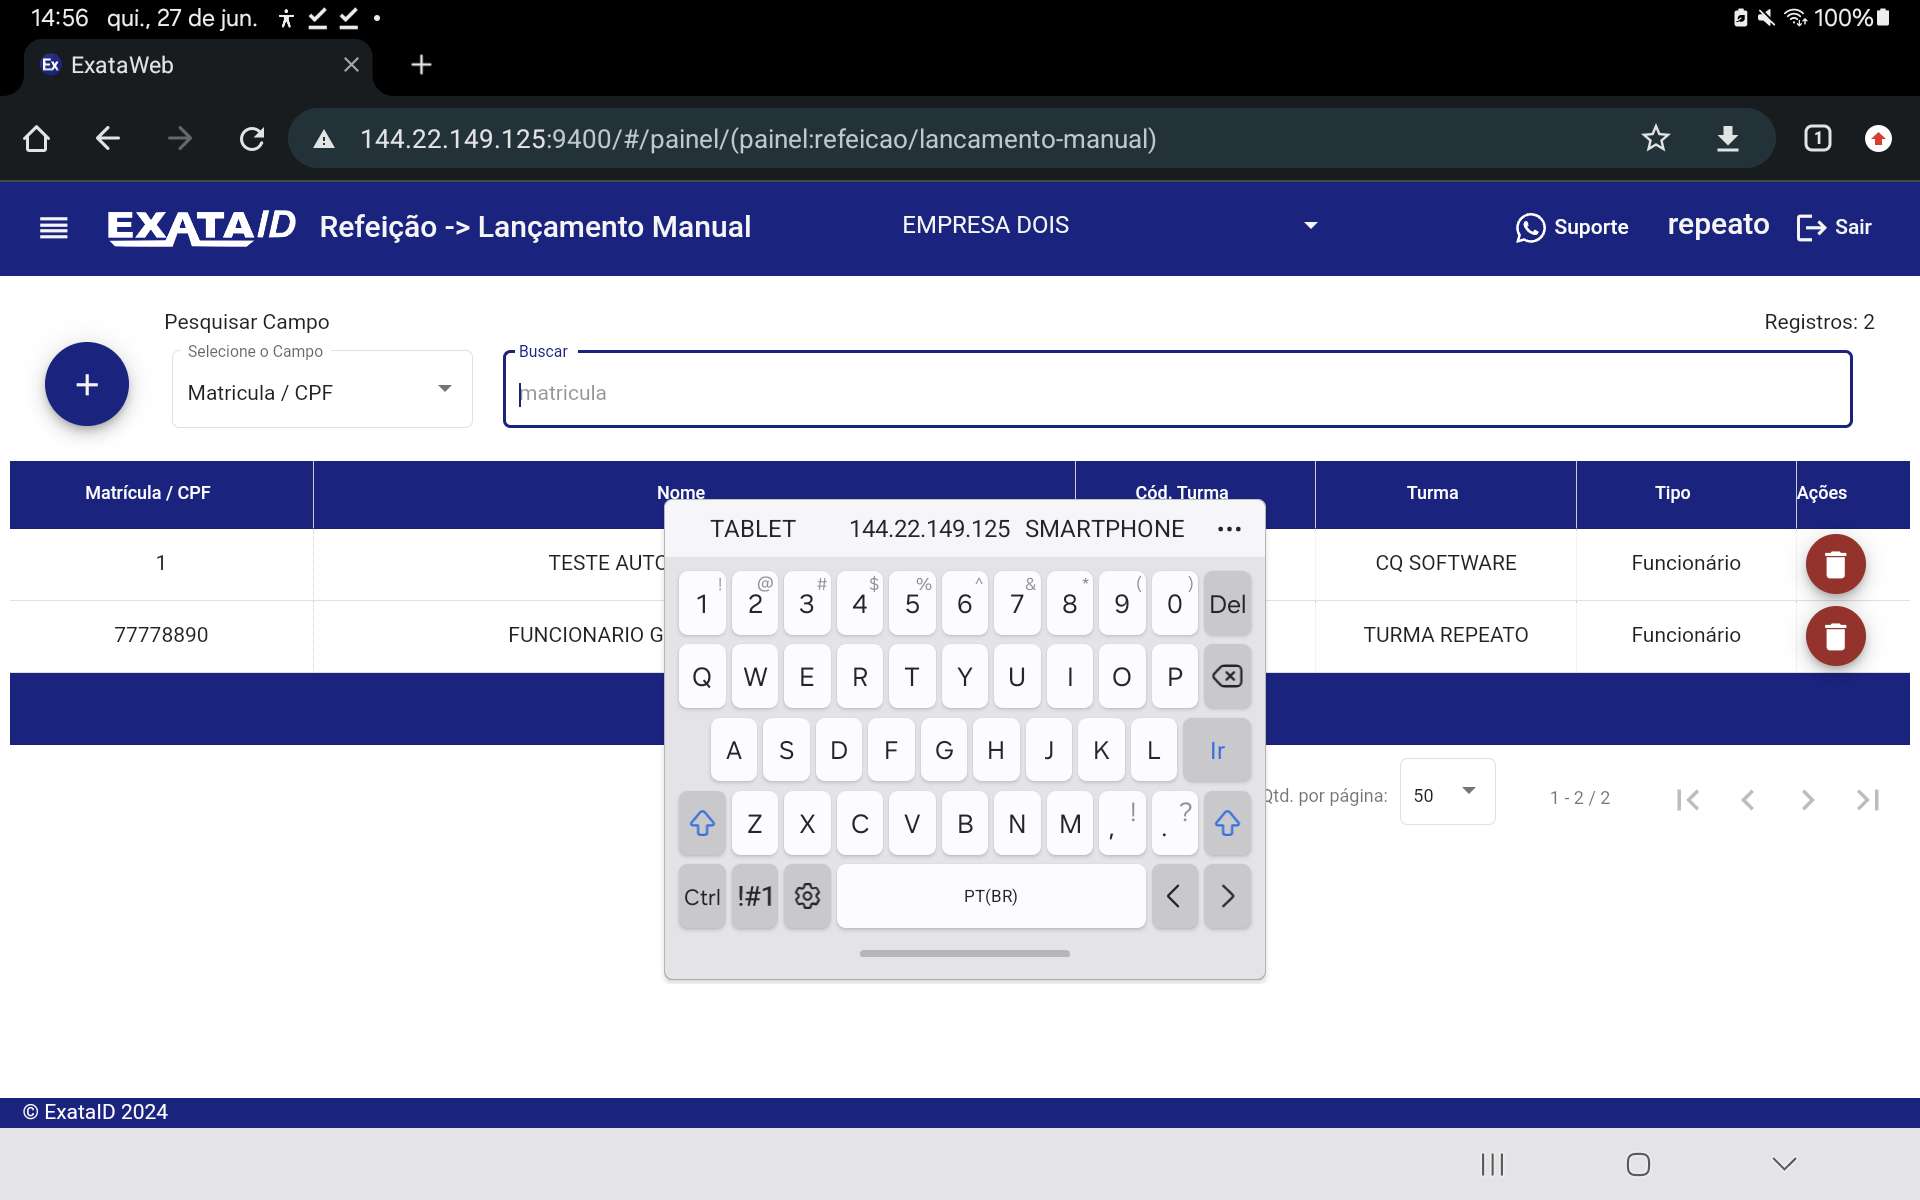 14:56 qui., 27 de jun. 100%
Ex ExataWeb
144.22.149.125:9400/#/painel/(painel:refeicao/lancamento-manual) 1
EXATAID Refeição -> Lançamento Manual EMPRESA DOIS Suporte repeato Sair
Pesquisar Campo Registros: 2
Selecione o Campo Buscar
Matricula / CPF matricula
Matrícula / CPF Nome Cód. Turma Turma Tipo Ações
TABLET 144.22.149.125 SMARTPHONE
1 TESTE AUTO CQ SOFTWARE Funcionário
77778890 FUNCIONARIO G TURMA REPEATO Funcionário
! @ # $ % ^ & * ( )
1 2 3 4 5 6 7 8 9 0 Del
Q W E R T Y U I O P
A S D F G H J K L Ir
Z X C V B N M , ! . ?
Ctrl !#1 PT(BR)
Qtd. por página: 50 1 - 2 / 2
© ExataID 2024